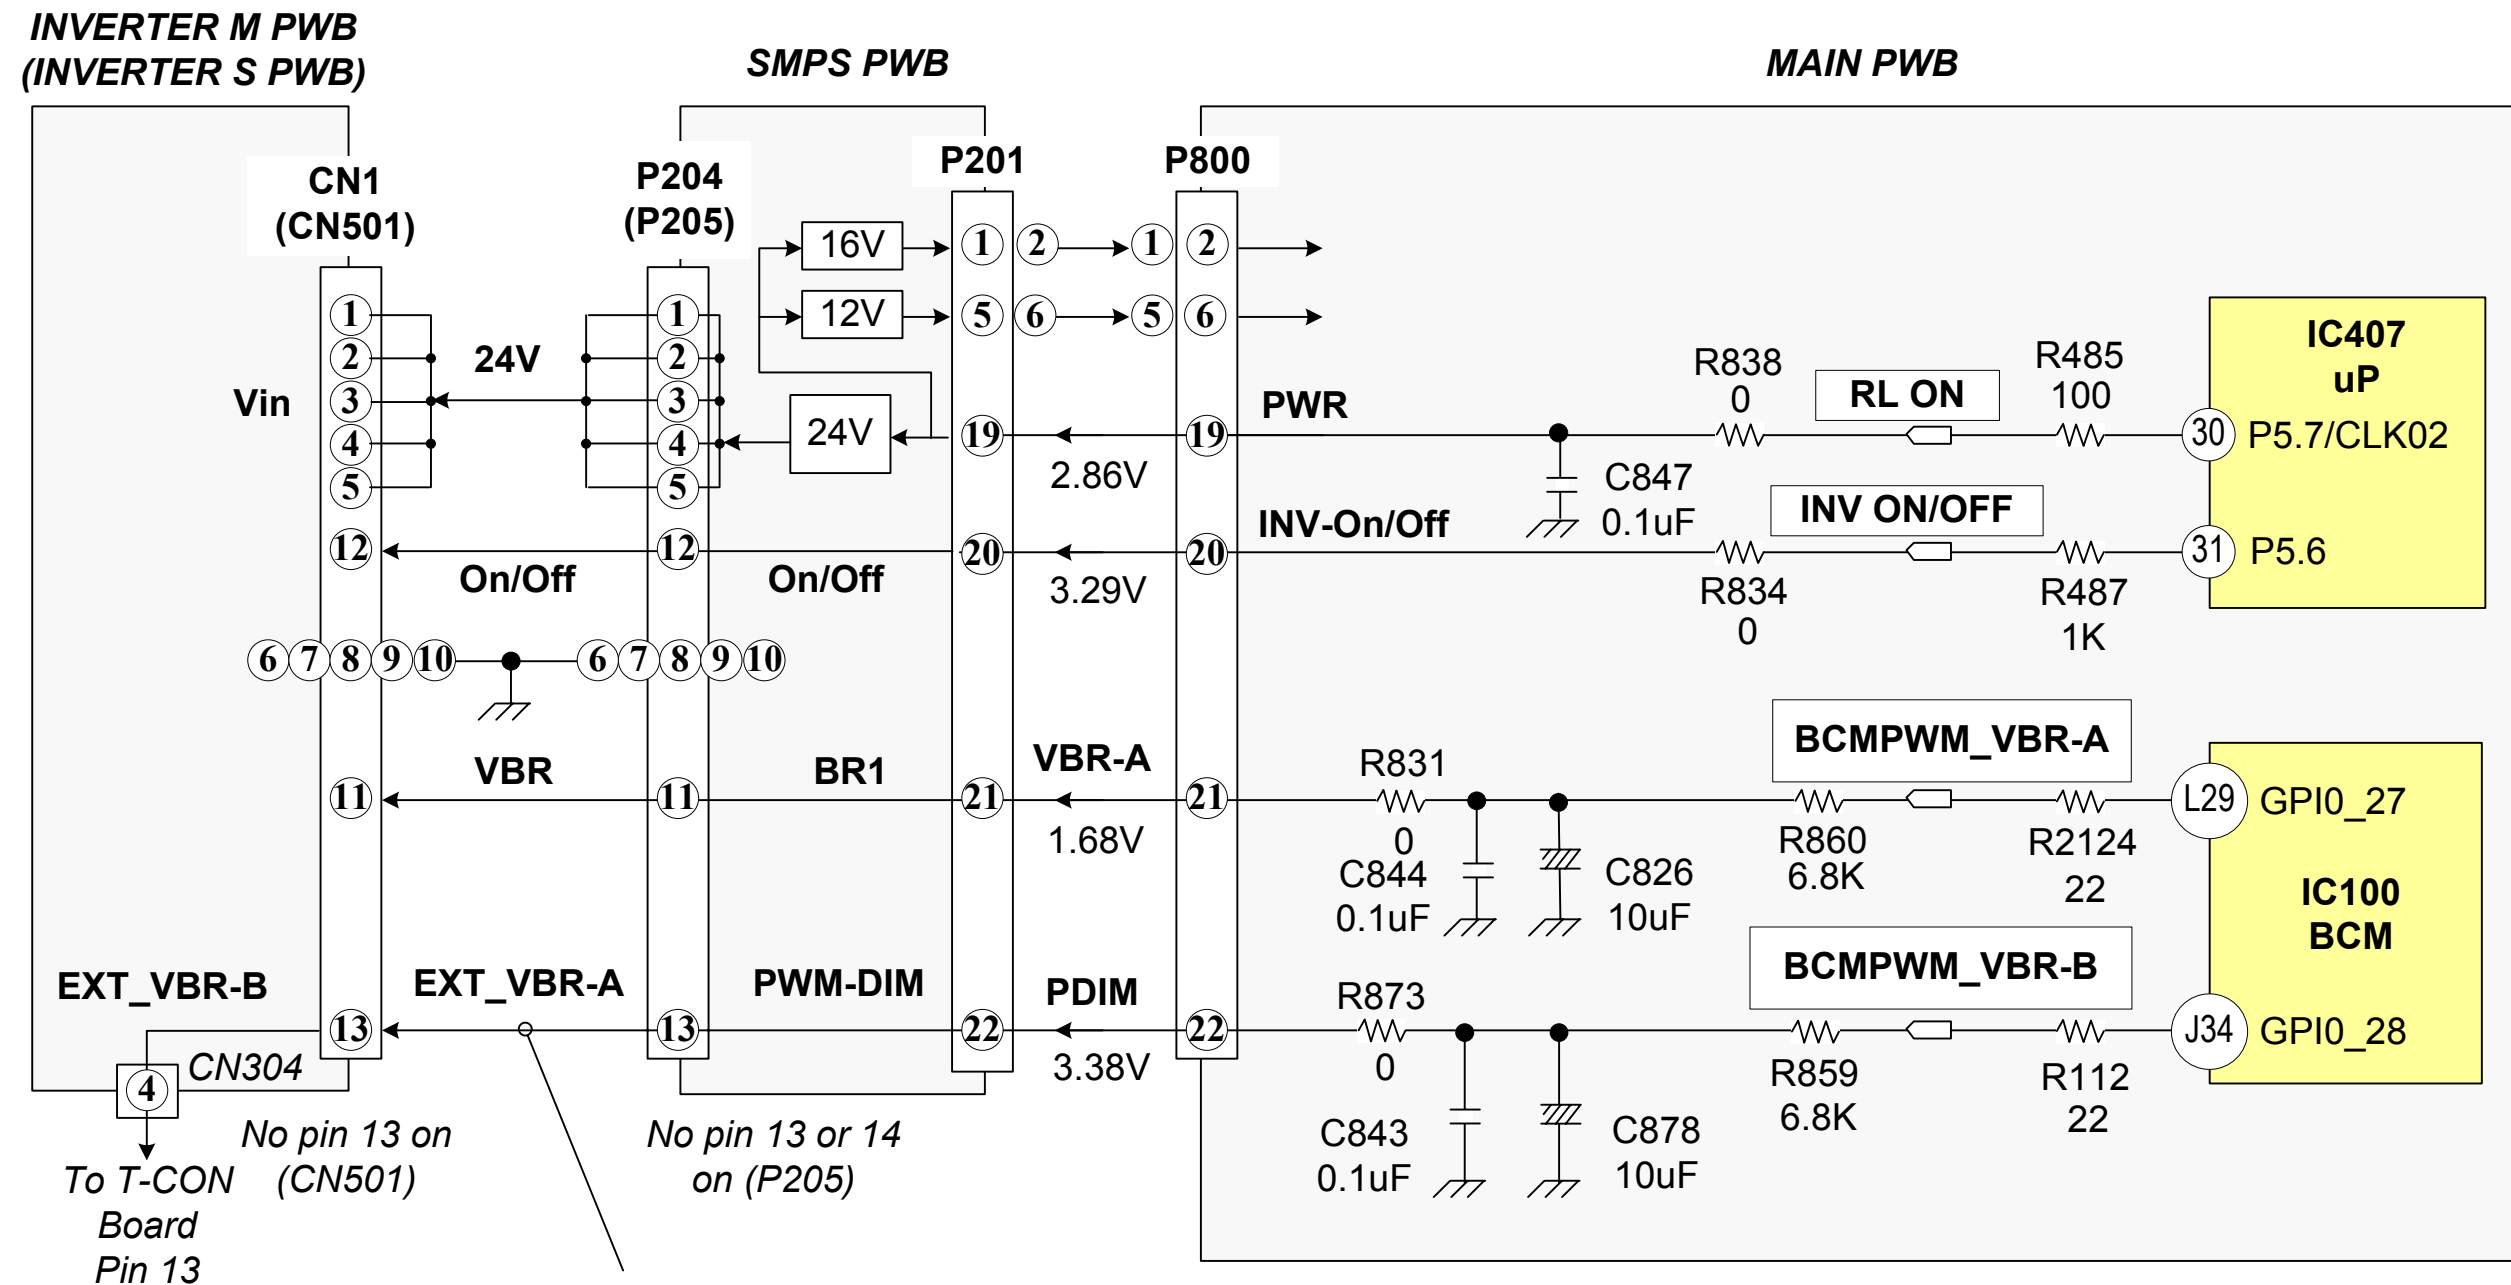 INVERTER M PWB
(INVERTER S PWB)
SMPS PWB
MAIN PWB
CN1
(CN501)
P204
(P205)
P201
P800
16V
1
2
1
2
12V
5
6
5
6
1
2
3
4
5
Vin
24V
1
2
3
4
5
24V
19
PWR
19
2.86V
R838
0
RL ON
R485
100
30
P5.7/CLK02
IC407
uP
C847
0.1uF
12
On/Off
12
On/Off
20
3.29V
20
INV-On/Off
R834
0
INV ON/OFF
R487
1K
31
P5.6
6 7 8 9 10
6 7 8 9 10
11
VBR
11
BR1
21
VBR-A
1.68V
21
R831
0
C844
0.1uF
C826
10uF
BCMPWM_VBR-A
R860
6.8K
R2124
22
L29
GPI0_27
IC100
BCM
EXT_VBR-B
13
EXT_VBR-A
13
PWM-DIM
22
PDIM
3.38V
22
R873
0
C843
0.1uF
C878
10uF
BCMPWM_VBR-B
R859
6.8K
R112
22
J34
GPI0_28
CN304
4
To T-CON
Board
Pin 13
No pin 13 on
(CN501)
No pin 13 or 14
on (P205)